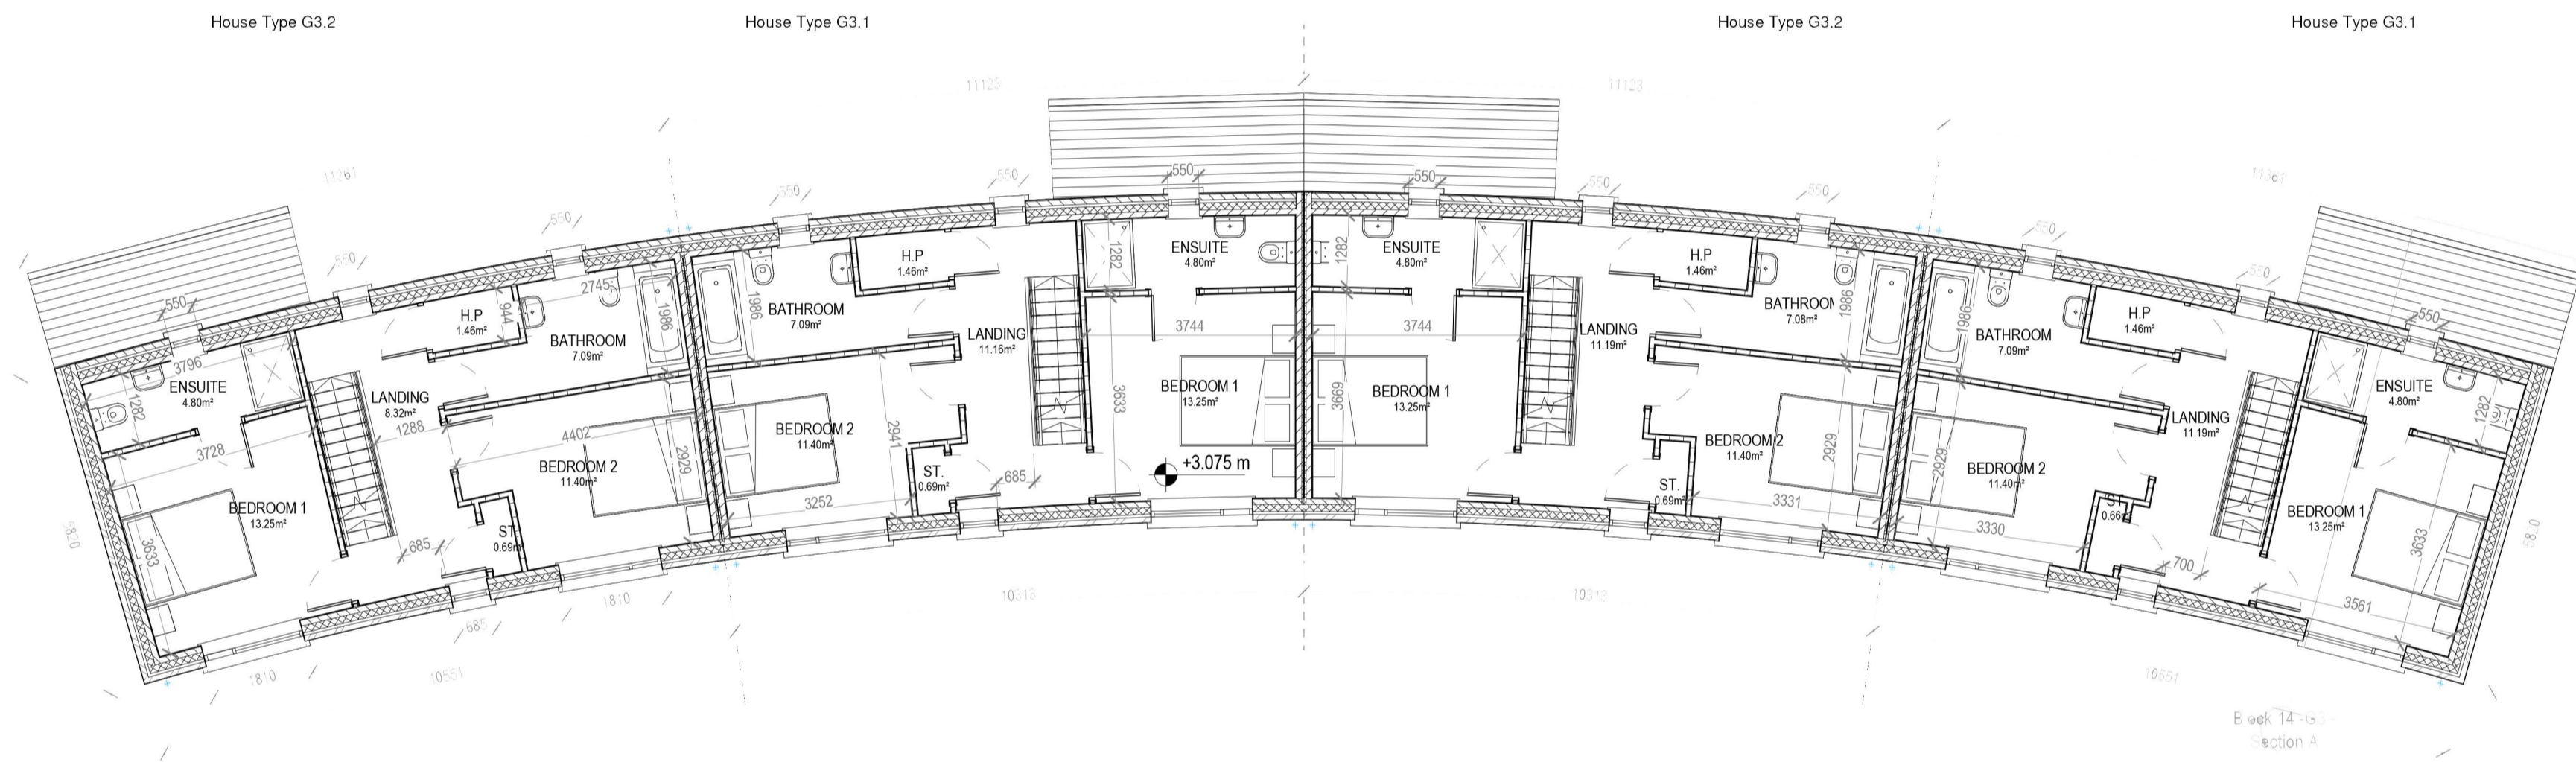 House Type G3.2
House Type G3.1
House Type G3.2
House Type G3.1
11123
11123
11361
11361
550
550
550
550
550
550
550
550
550
550
550
550
ENSUITE
4.80m²
3796
1282
3728
BEDROOM 1
13.25m²
3633
LANDING
8.32m²
1288
685
H.P
1.46m²
944
2745
BATHROOM
7.09m²
1986
4402
BEDROOM 2
11.40m²
2929
ST.
0.69m²
5820
1810
10551
685
1810
BATHROOM
7.09m²
1986
H.P
1.46m²
LANDING
11.16m²
BEDROOM 2
11.40m²
2941
3252
ST.
0.69m²
685
ENSUITE
4.80m²
1282
3744
BEDROOM 1
13.25m²
3633
+3.075 m
10313
ENSUITE
4.80m²
1282
3744
BEDROOM 1
13.25m²
3669
LANDING
11.19m²
H.P
1.46m²
BATHROOM
7.08m²
1986
BEDROOM 2
11.40m²
2929
ST.
0.69m²
3331
10313
BATHROOM
7.09m²
1986
H.P
1.46m²
LANDING
11.19m²
BEDROOM 2
11.40m²
2929
3330
ST.
0.66m²
700
ENSUITE
4.80m²
1282
BEDROOM 1
13.25m²
3633
3561
10551
Block 14 -G3
Section A